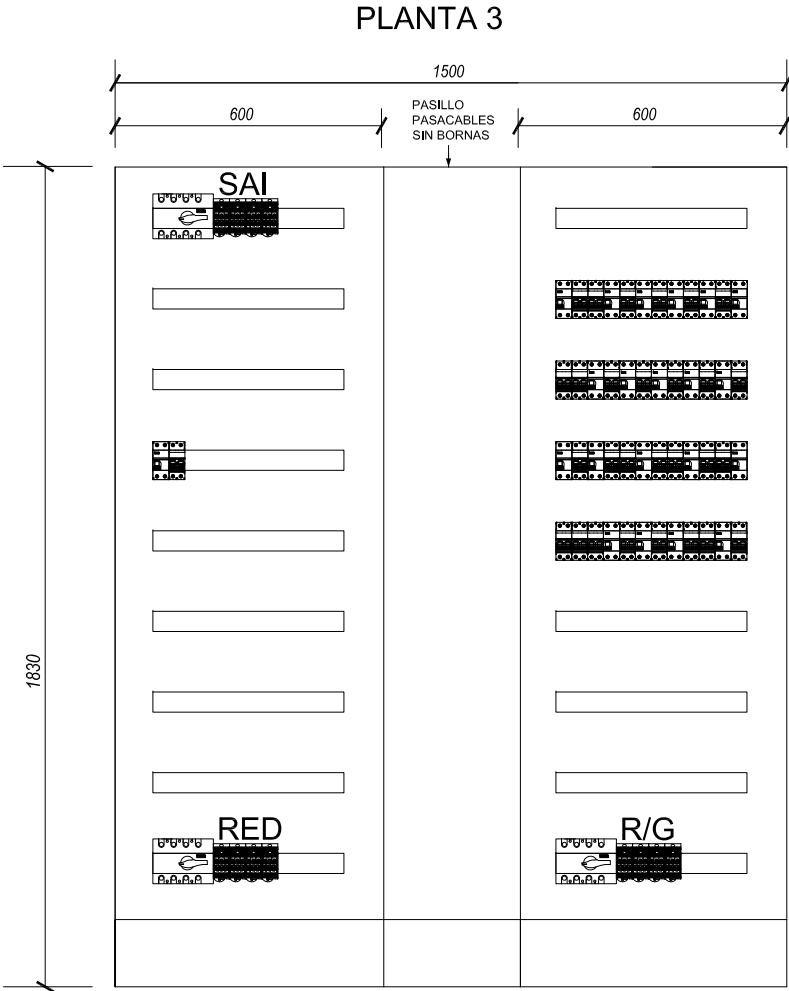 PLANTA 3
1500
600
PASILLO
PASACABLES
SIN BORNAS
600
SAI
1830
RED
R/G